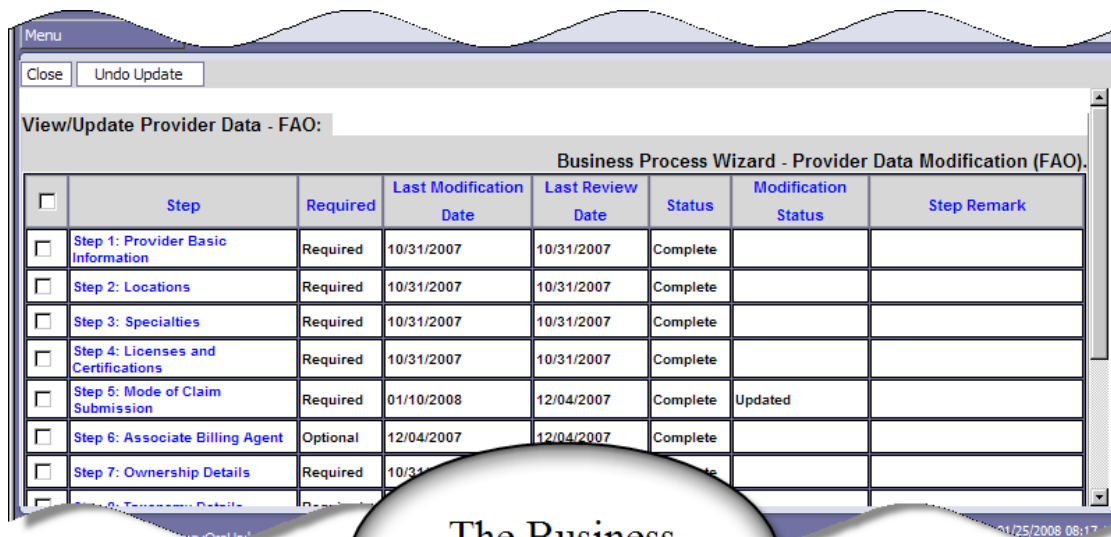 Menu
Close Undo Update
View/Update Provider Data - FAO:
Business Process Wizard - Provider Data Modification (FAO).
Step Required Last Modification Date Last Review Date Status Modification Status Step Remark
Step 1: Provider Basic Information Required 10/31/2007 10/31/2007 Complete
Step 2: Locations Required 10/31/2007 10/31/2007 Complete
Step 3: Specialties Required 10/31/2007 10/31/2007 Complete
Step 4: Licenses and Certifications Required 10/31/2007 10/31/2007 Complete
Step 5: Mode of Claim Submission Required 01/10/2008 12/04/2007 Complete Updated
Step 6: Associate Billing Agent Optional 12/04/2007 12/04/2007 Complete
Step 7: Ownership Details Required 10/31
The Business
01/25/2008 08:17